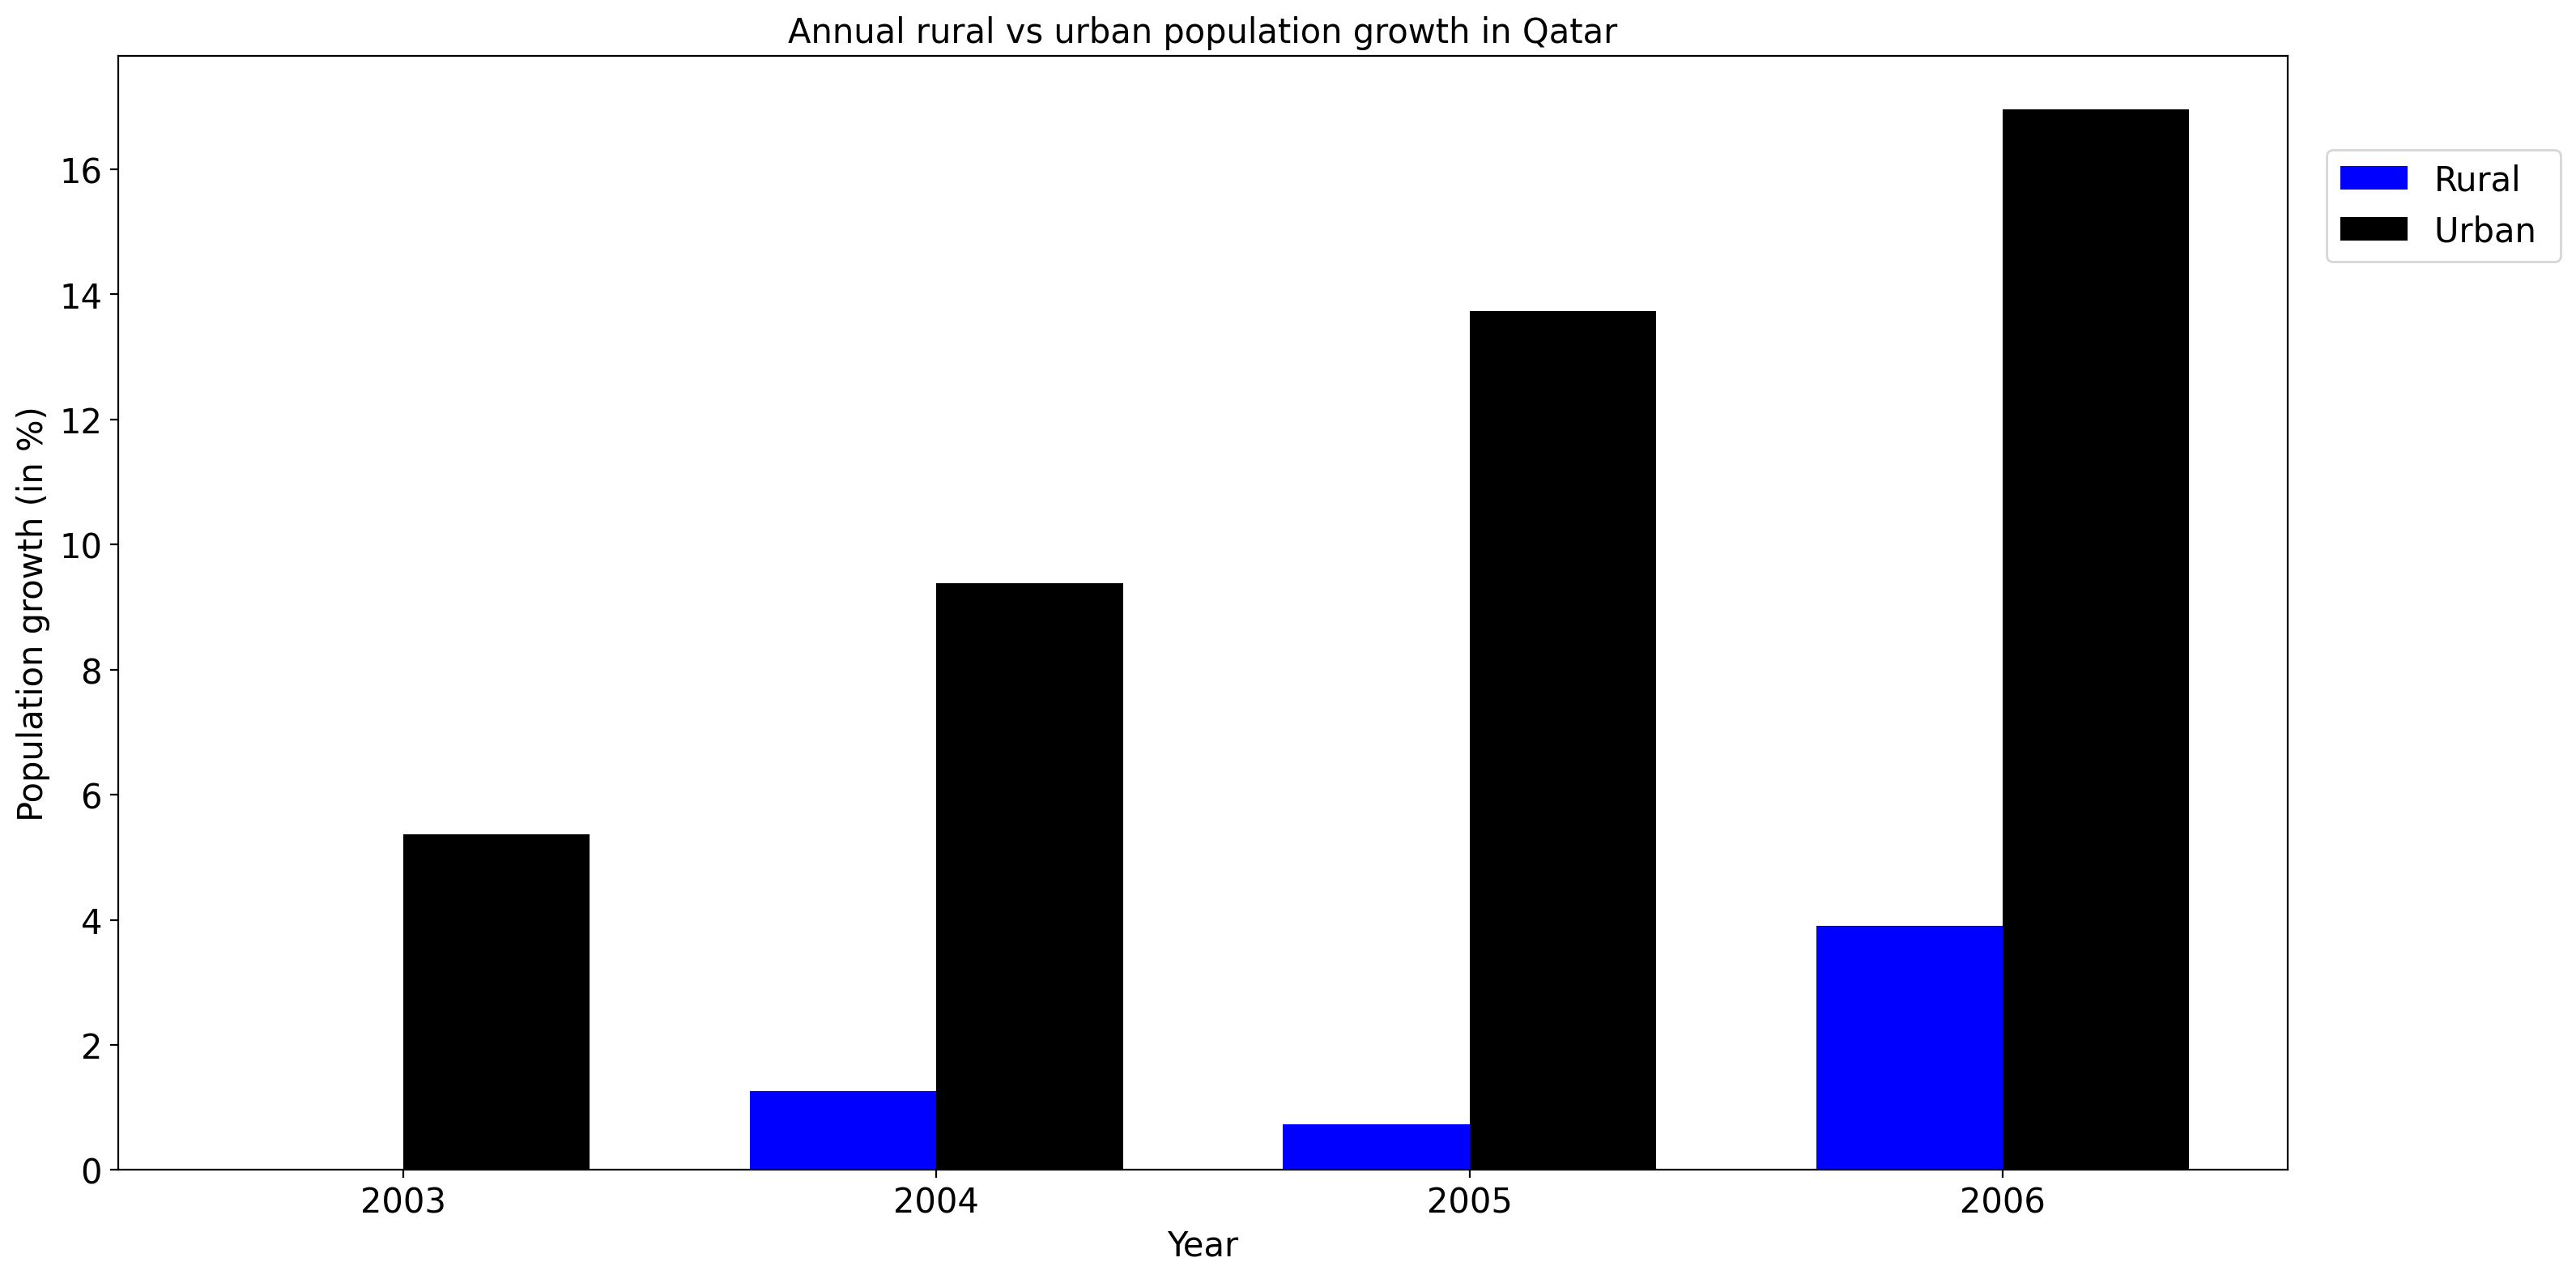 Annual rural vs urban population growth in Qatar
Population growth (in %)
16
14
12
10
8
6
4
2
0
2003
2004
2005
2006
Year
Rural
Urban